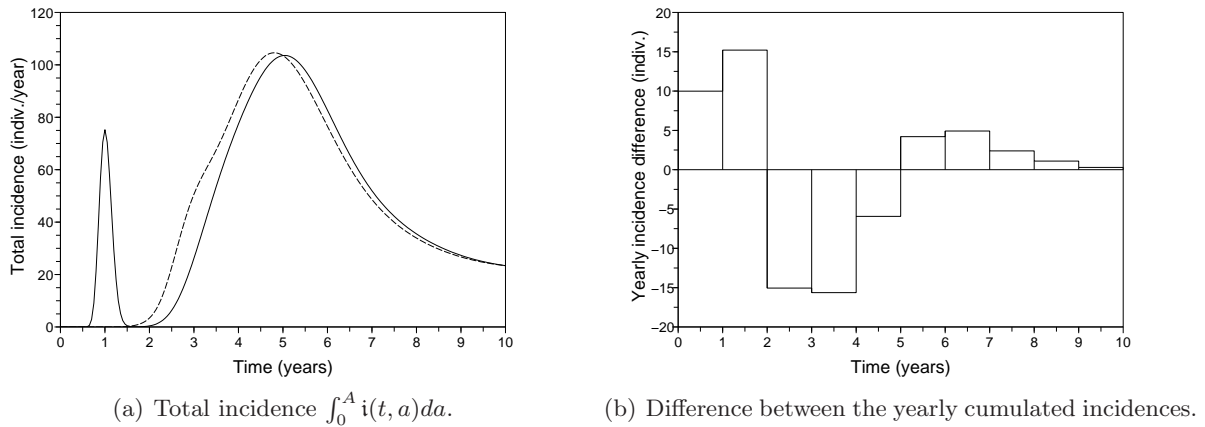 120
100
80
60
40
20
0
Total incidence (indiv./year)
0 1 2 3 4 5 6 7 8 9 10
Time (years)
(a) Total incidence ∫₀ᴬ i(t, a)da.
20
15
10
5
0
−5
−10
−15
−20
Yearly incidence difference (indiv.)
0 1 2 3 4 5 6 7 8 9 10
Time (years)
(b) Difference between the yearly cumulated incidences.